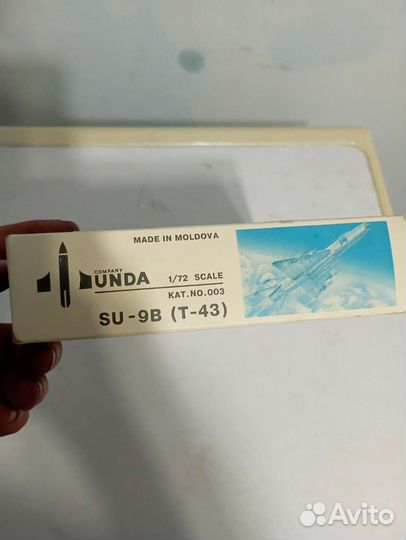 MADE IN MOLDOVA
COMPANY
UNDA 1/72 SCALE
KAT.NO.003
SU-9B (T-43)
Avito